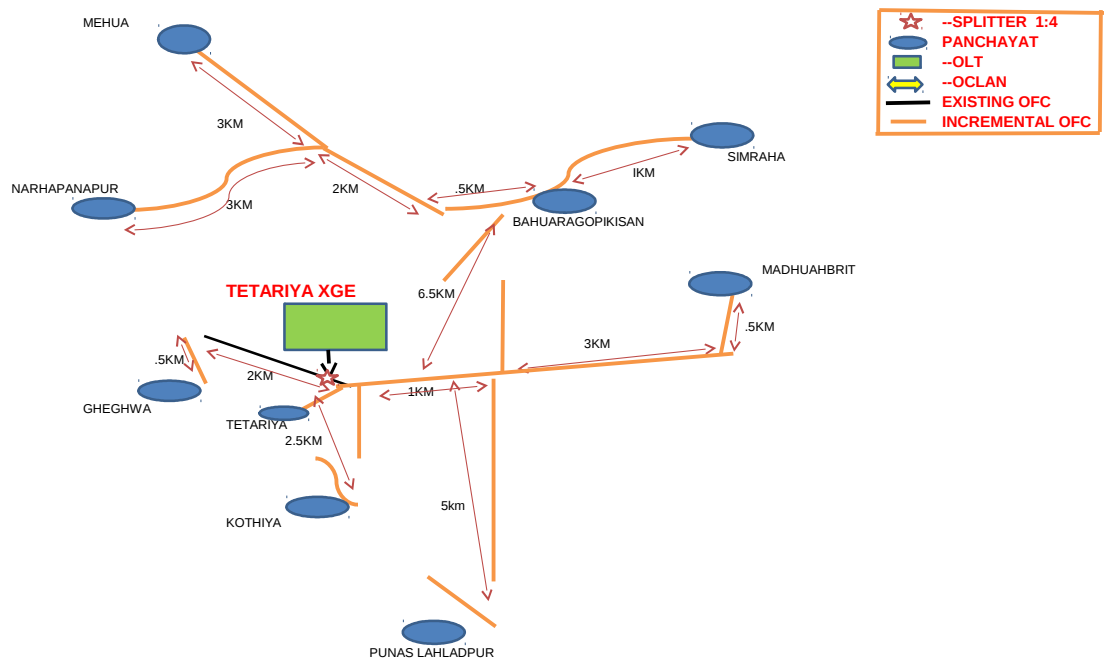 MEHUA
--SPLITTER 1:4
PANCHAYAT
--OLT
--OCLAN
EXISTING OFC
INCREMENTAL OFC
3KM
SIMRAHA
IKM
NARHAPANAPUR
2KM
.5KM
3KM
BAHUARAGOPIKISAN
MADHUAHBRIT
TETARIYA XGE
6.5KM
.5KM
3KM
.5KM
2KM
1KM
GHEGHWA
TETARIYA
2.5KM
5km
KOTHIYA
PUNAS LAHLADPUR